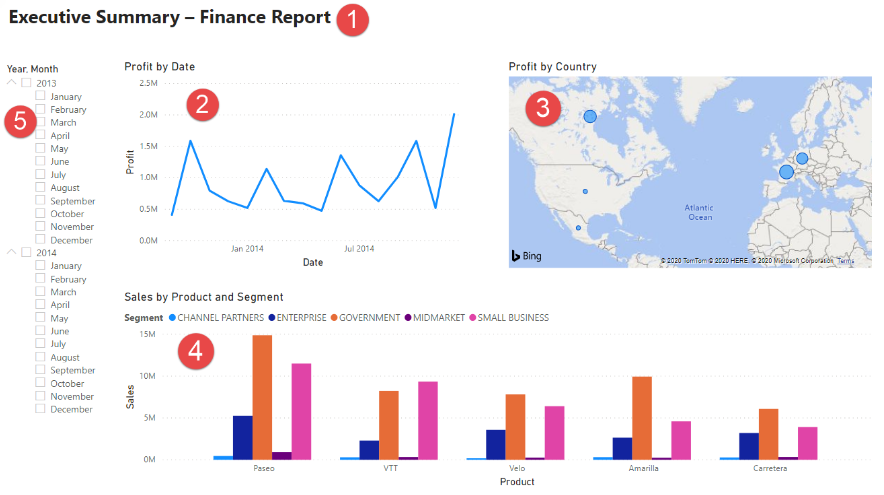 Executive Summary – Finance Report
1
Year, Month
2013
January
February
March
April
May
June
July
August
September
October
November
December
2014
January
February
March
April
May
June
July
August
September
October
November
December
5
Profit by Date
2
2.5M
2.0M
1.5M
1.0M
0.5M
0.0M
Profit
Jan 2014
Jul 2014
Date
Profit by Country
3
Atlantic
Ocean
Bing
© 2020 TomTom © 2020 HERE, © 2020 Microsoft Corporation Terms
Sales by Product and Segment
Segment CHANNEL PARTNERS ENTERPRISE GOVERNMENT MIDMARKET SMALL BUSINESS
4
15M
10M
5M
0M
Sales
Paseo VTT Velo Amarilla Carretera
Product